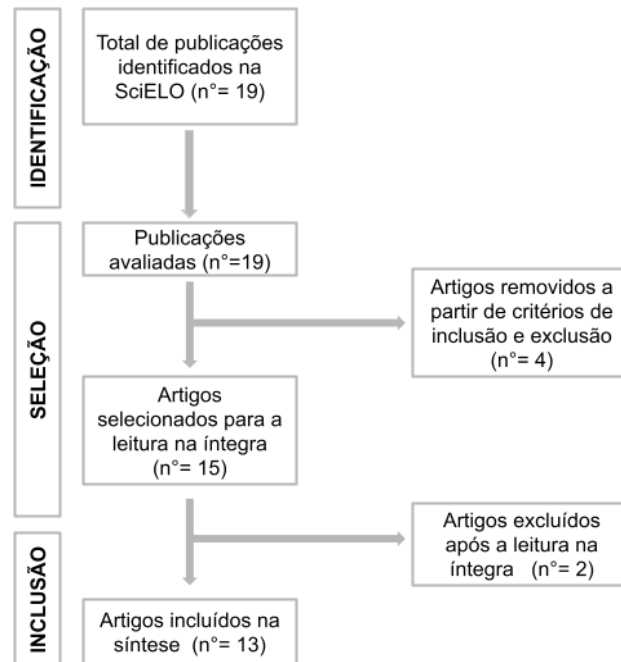 IDENTIFICAÇÃO
Total de publicações
identificados na
SciELO (n°= 19)
SELEÇÃO
Publicações
avaliadas (n°=19)
Artigos removidos a
partir de critérios de
inclusão e exclusão
(n°= 4)
Artigos
selecionados para a
leitura na íntegra
(n°= 15)
Artigos excluídos
após a leitura na
íntegra (n°= 2)
INCLUSÃO
Artigos incluídos na
síntese (n°= 13)